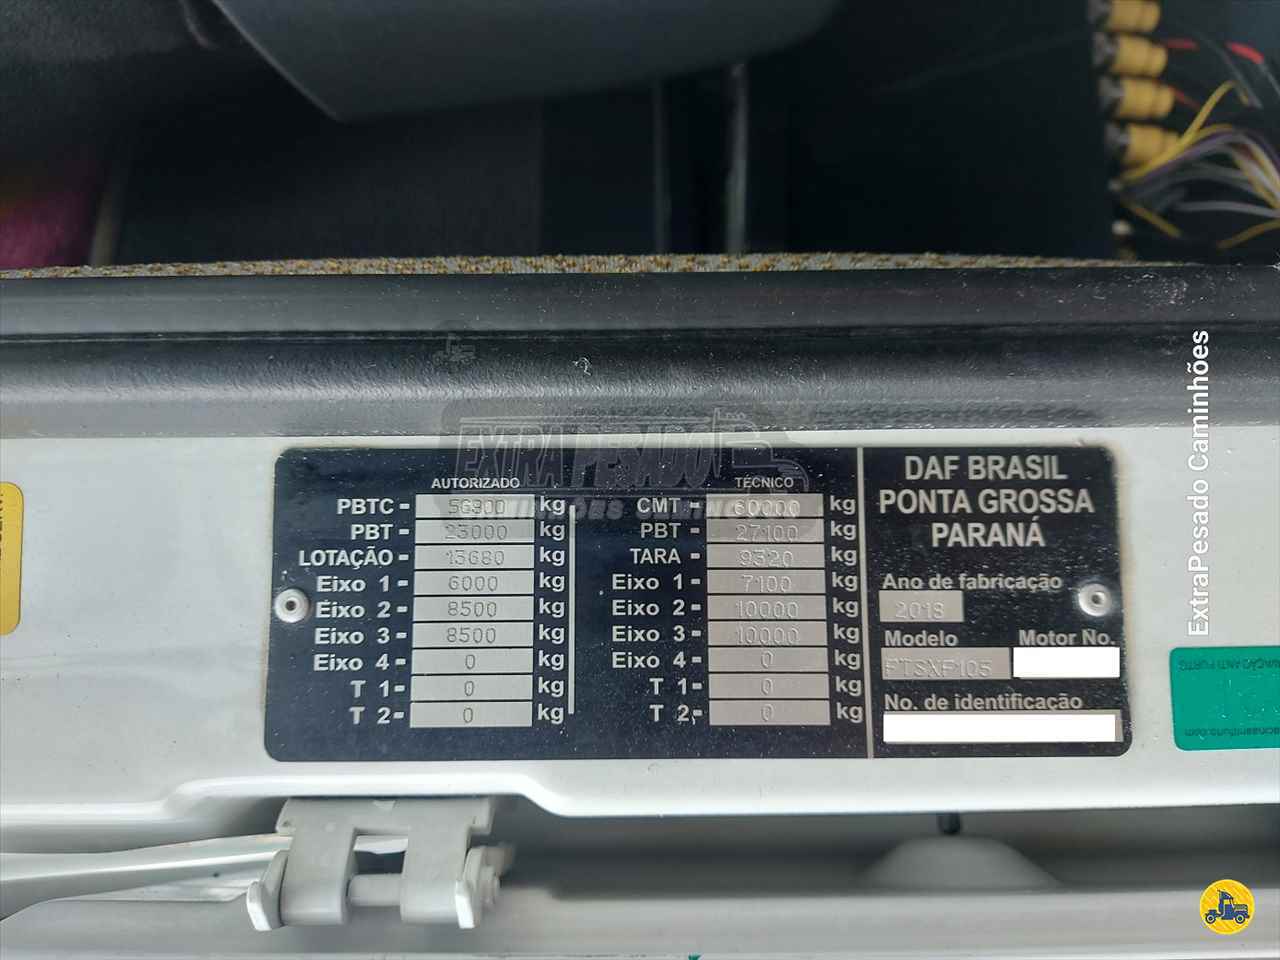 EXTRA PESADO
AUTORIZADO
PBTC - 56300 kg
PBT - 23000 kg
LOTAÇÃO - 13680 kg
Eixo 1 - 6000 kg
Eixo 2 - 8500 kg
Eixo 3 - 8500 kg
Eixo 4 - 0 kg
T 1 - 0 kg
T 2 - 0 kg
TÉCNICO
CMT - 60000 kg
PBT - 27100 kg
TARA - 9320 kg
Eixo 1 - 7100 kg
Eixo 2 - 10000 kg
Eixo 3 - 10000 kg
Eixo 4 - 0 kg
T 1 - 0 kg
T 2 - 0 kg
DAF BRASIL
PONTA GROSSA
PARANÁ
Ano de fabricação
2018
Modelo Motor No.
FTSXF105
No. de identificação
ExtraPesado Caminhões